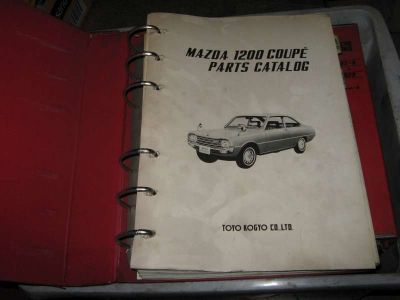 MAZDA 1200 COUPÉ
PARTS CATALOG
TOYO KOGYO CO., LTD.